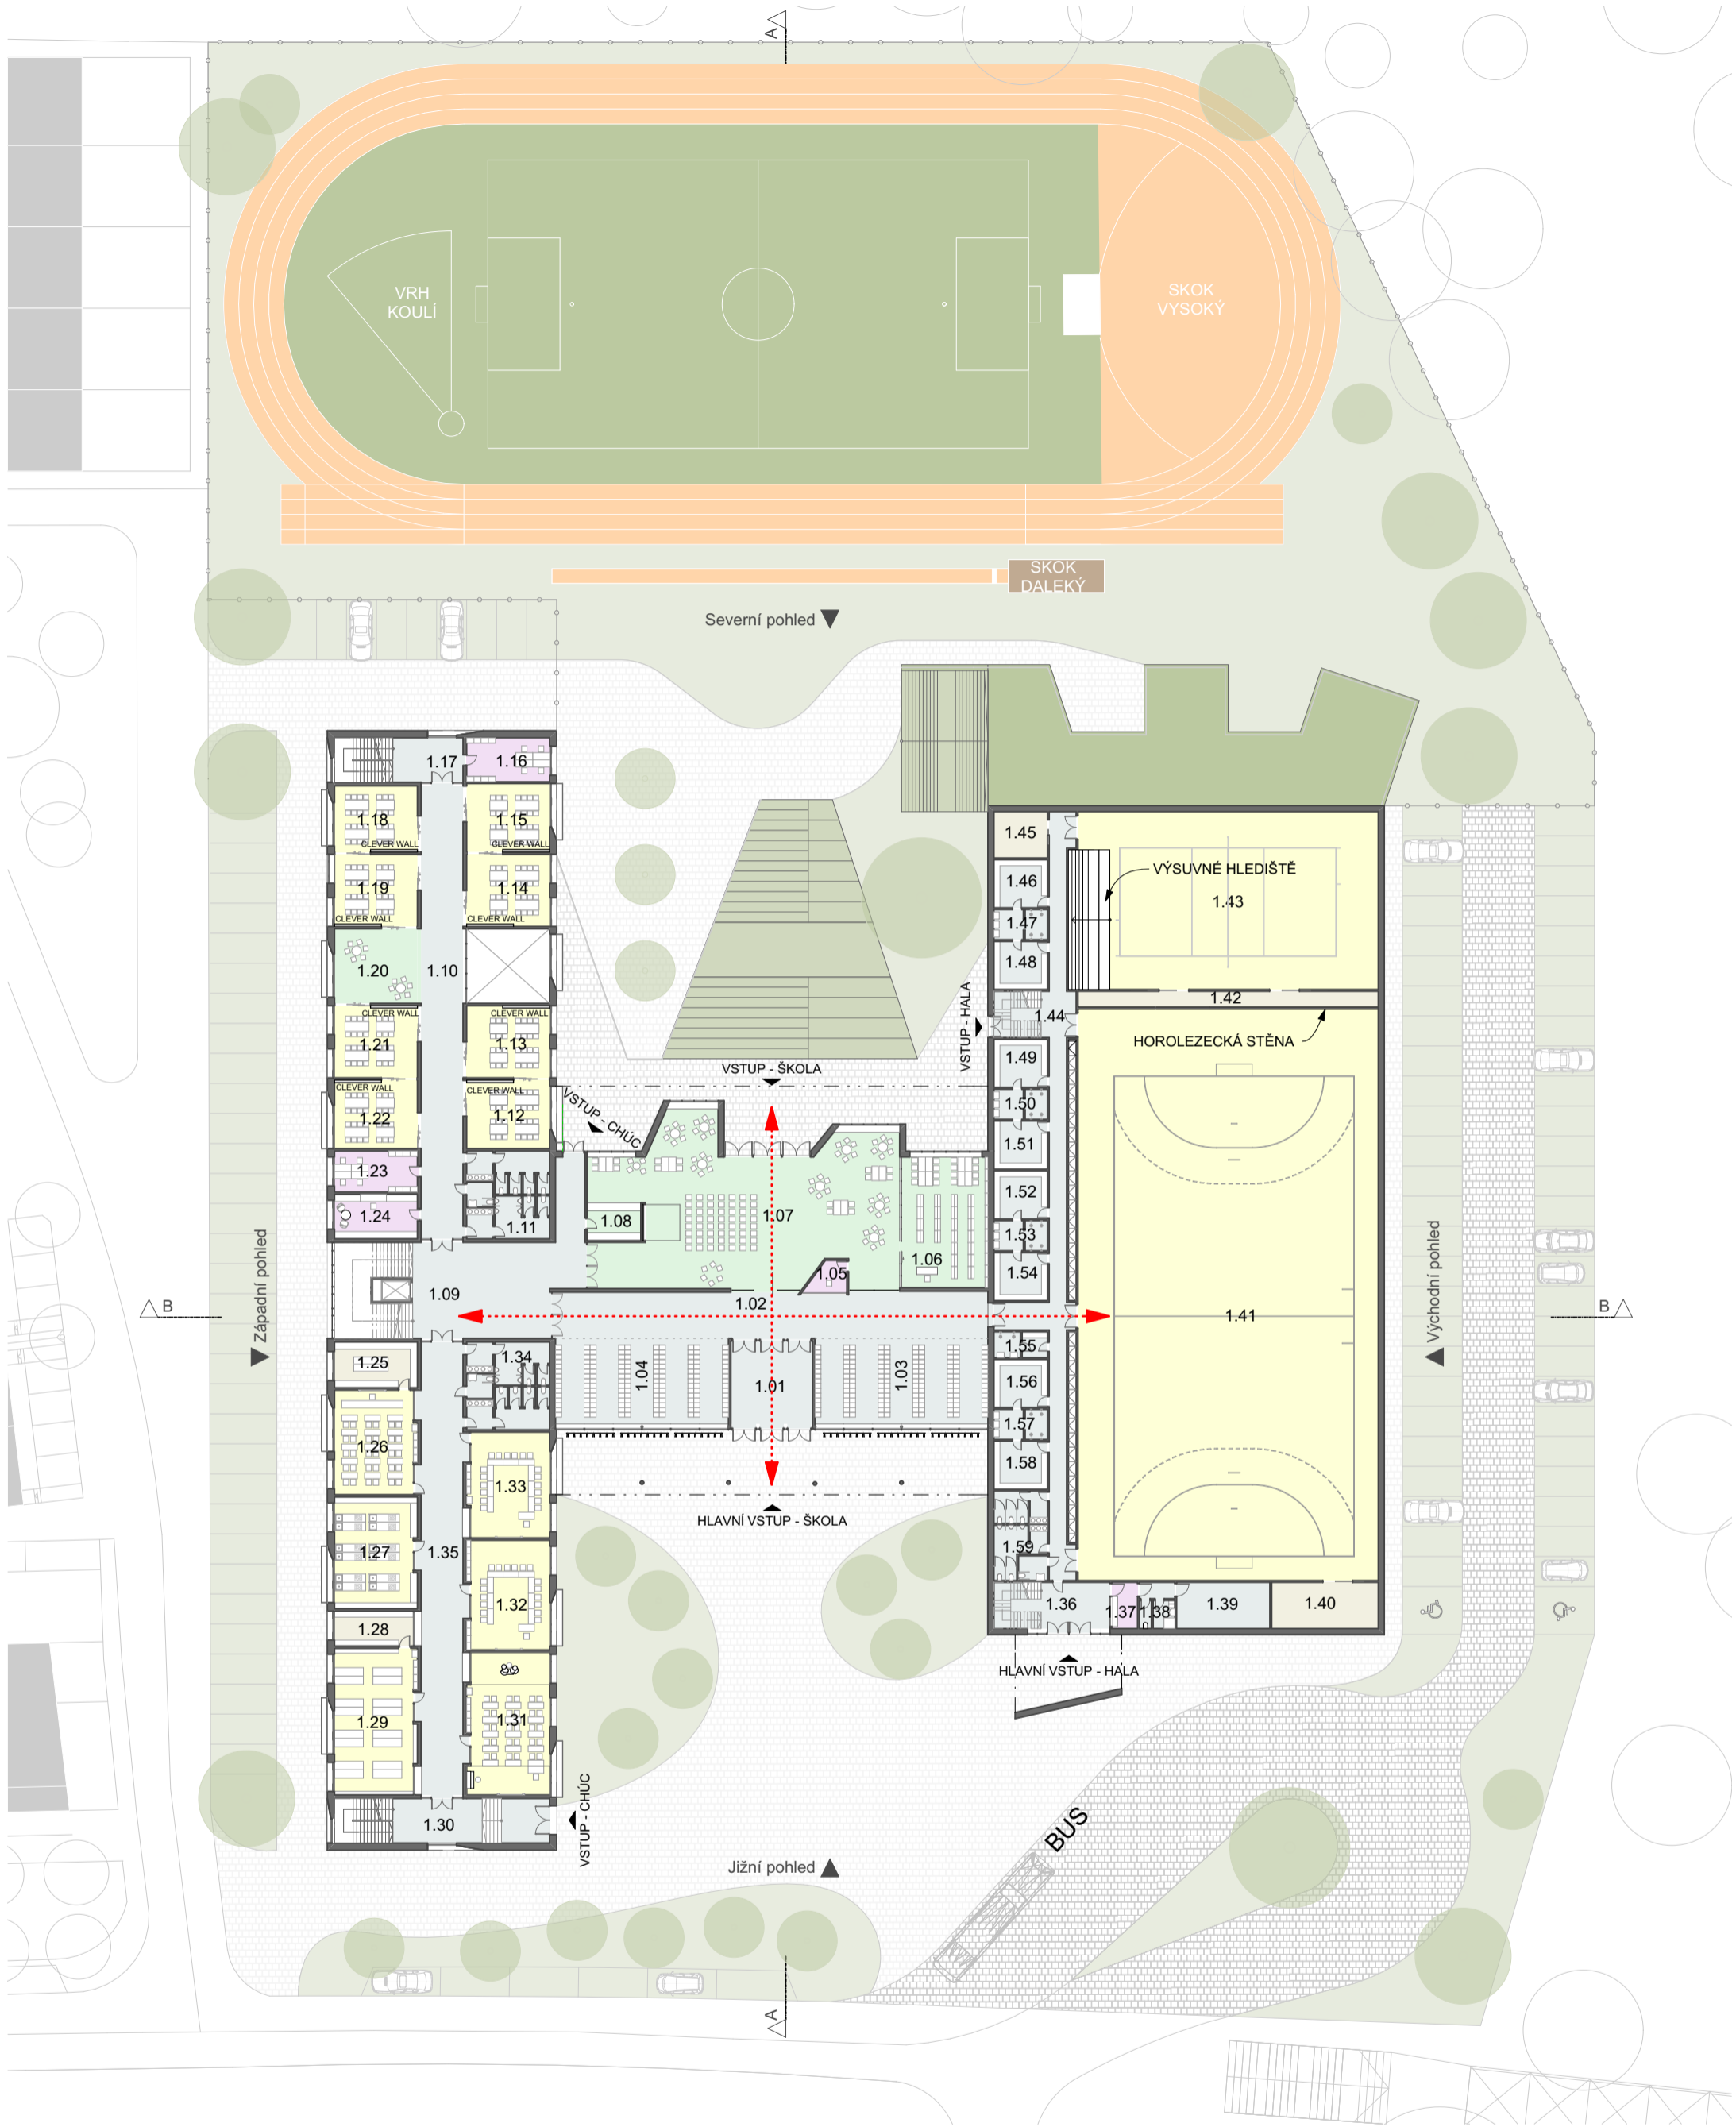 A
VRH
KOULÍ
SKOK
VYSOKÝ
SKOK
DALEKÝ
Severní pohled
1.17
1.16
1.18
1.15
CLEVER WALL
CLEVER WALL
1.19
1.14
CLEVER WALL
CLEVER WALL
1.20
1.10
CLEVER WALL
CLEVER WALL
1.21
1.13
CLEVER WALL
CLEVER WALL
1.22
1.12
1.23
1.24
1.11
VSTUP - CHÚC
VSTUP - ŠKOLA
VSTUP - HALA
1.08
1.07
1.06
1.05
1.09
1.02
1.45
VÝSUVNÉ HLEDIŠTĚ
1.46
1.43
1.47
1.48
1.42
1.44
HOROLEZECKÁ STĚNA
1.49
1.50
1.51
1.52
1.53
1.54
1.41
Západní pohled
Východní pohled
B
B
1.25
1.34
1.04
1.01
1.03
1.55
1.56
1.26
1.57
1.33
1.58
HLAVNÍ VSTUP - ŠKOLA
1.27
1.35
1.59
1.32
1.36
1.37
1.38
1.39
1.40
1.28
HLAVNÍ VSTUP - HALA
1.29
1.31
1.30
VSTUP - CHÚC
BUS
Jižní pohled
A